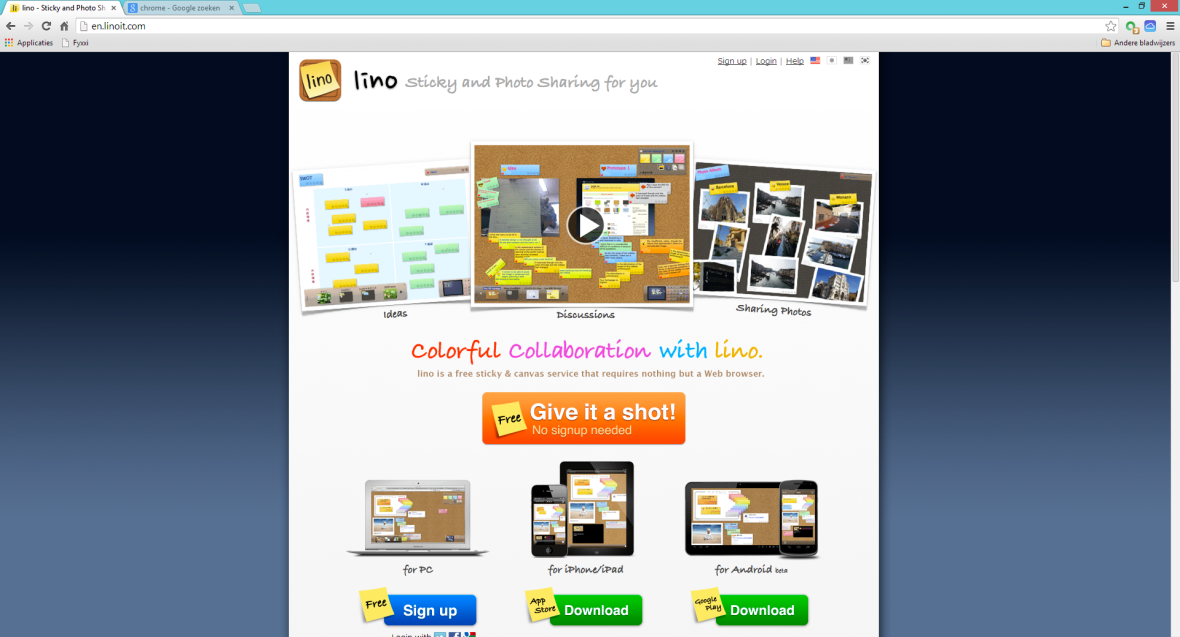 lino - Sticky and Photo Sh
chrome - Google zoeken
en.linoit.com
Applicaties
Fyxxi
Andere bladwijzers
Sign up | Login | Help
lino
lino
Sticky and Photo Sharing for you
Ideas
Discussions
Sharing Photos
Colorful Collaboration with lino.
lino is a free sticky & canvas service that requires nothing but a Web browser.
Free
Give it a shot!
No signup needed
for PC
for iPhone/iPad
for Android beta
Free
Sign up
App Store
Download
Google Play
Download
Login with